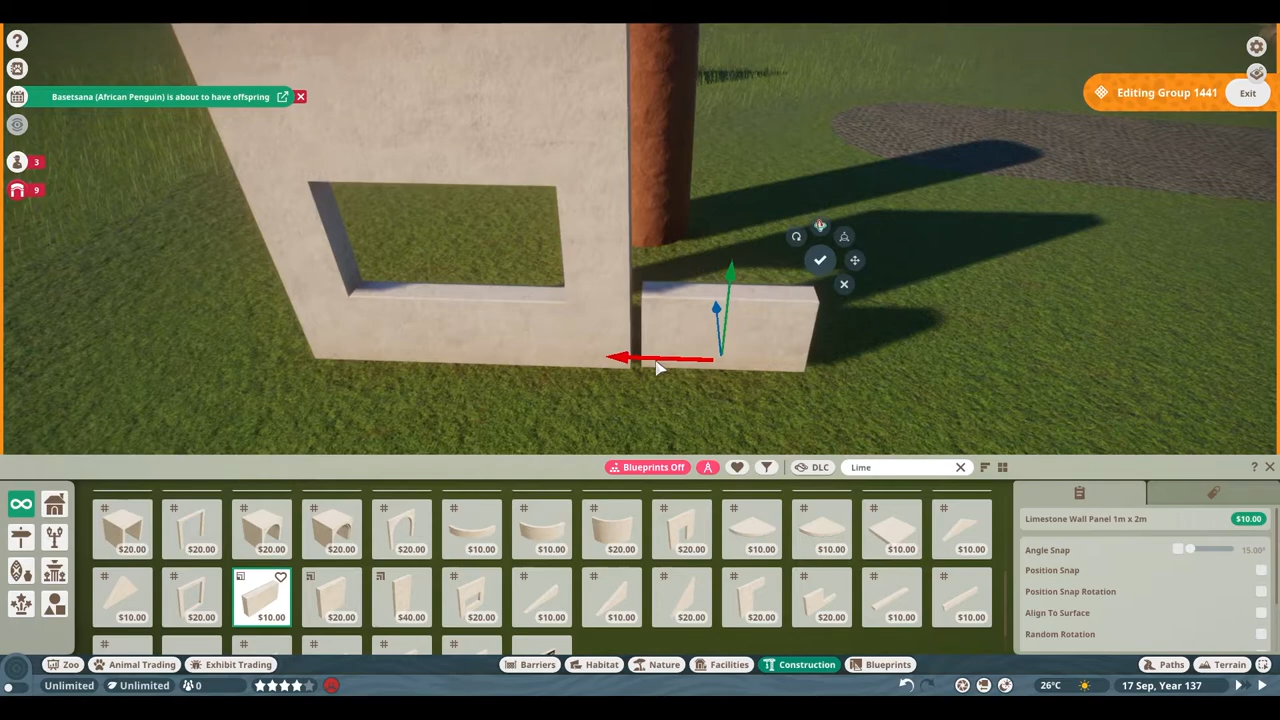 ?
Editing Group 1441
Exit
Basetsana (African Penguin) is about to have offspring
3
9
Blueprints Off
DLC
Lime
?
$20.00 $20.00 $20.00 $20.00 $20.00 $10.00 $10.00 $20.00 $20.00 $10.00 $10.00 $20.00 $10.00
$10.00 $20.00 $10.00 $20.00 $40.00 $20.00 $10.00 $10.00 $20.00 $20.00 $20.00 $10.00 $10.00
Limestone Wall Panel 1m x 2m
$10.00
Angle Snap
15.00°
Position Snap
Position Snap Rotation
Align To Surface
Random Rotation
Zoo Animal Trading Exhibit Trading Barriers Habitat Nature Facilities Construction Blueprints Paths Terrain
Unlimited Unlimited 0 26°C 17 Sep, Year 137